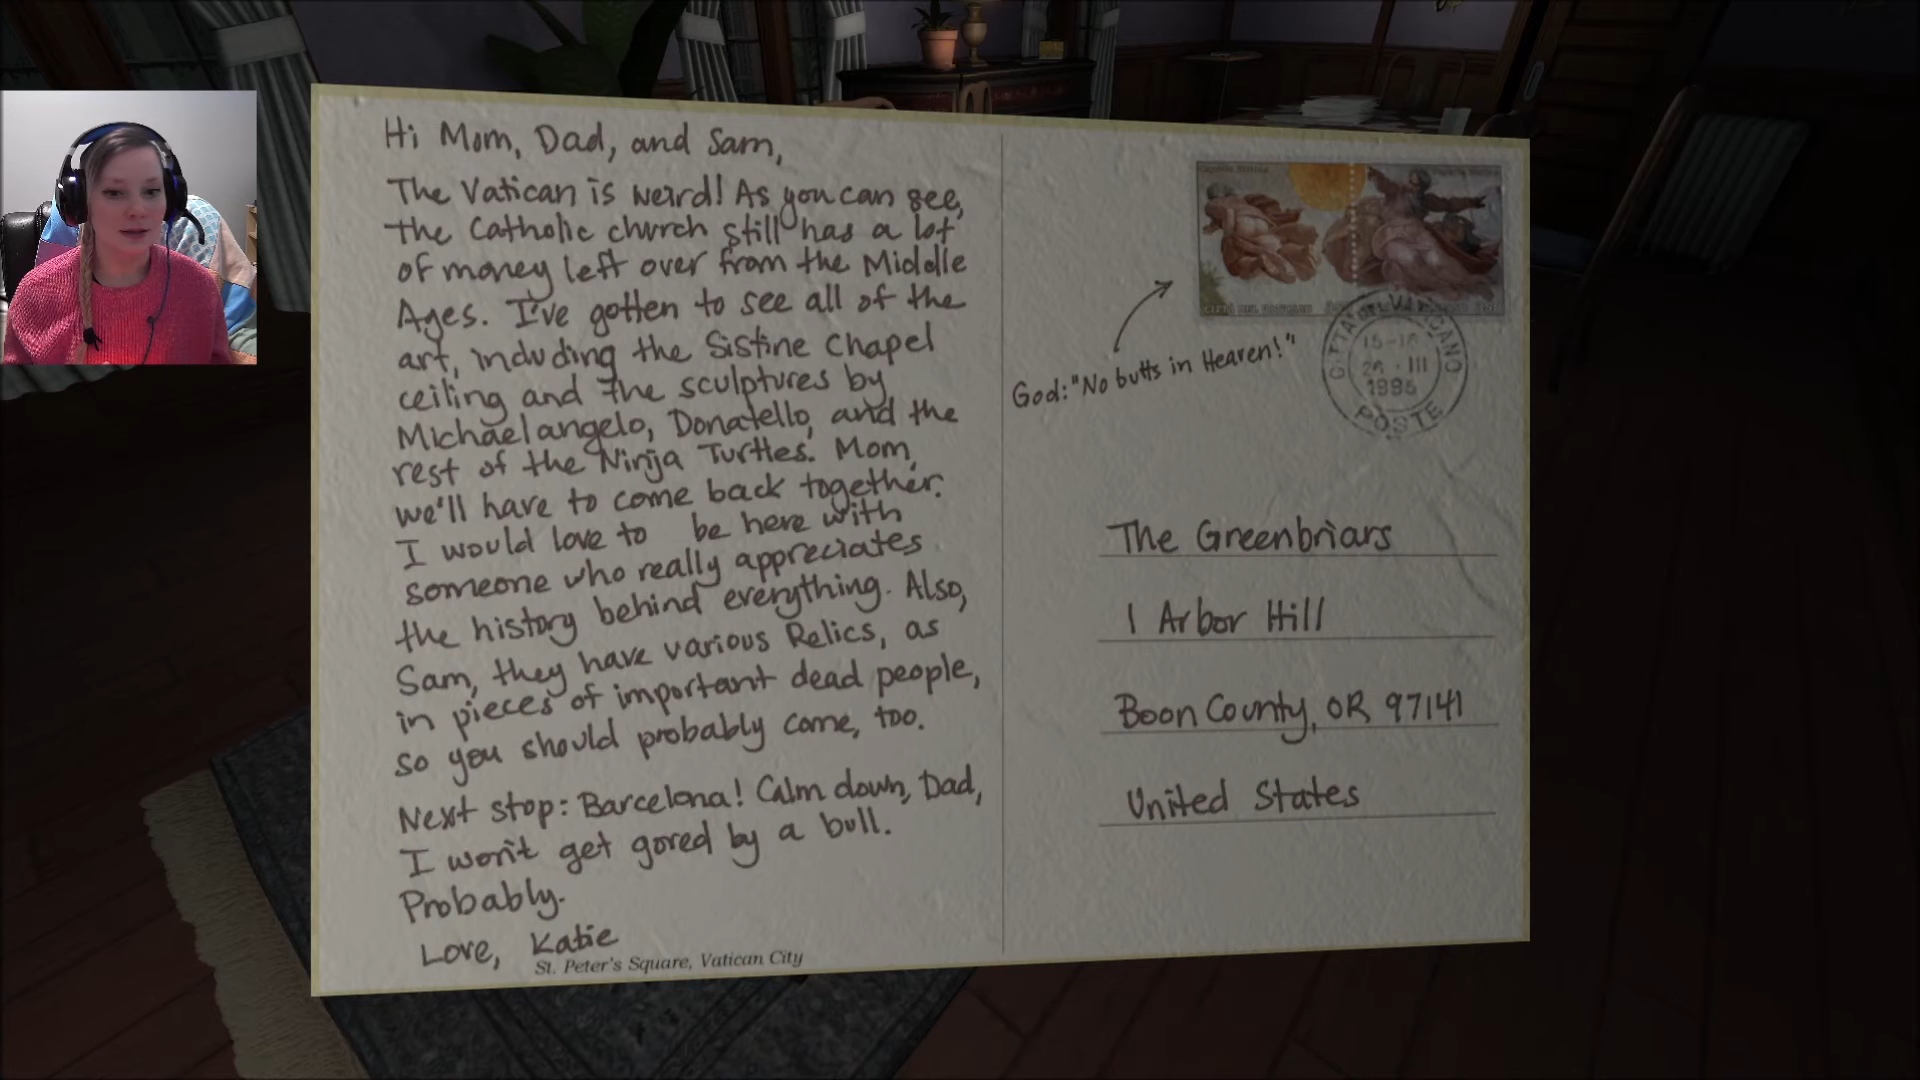 Hi Mom, Dad, and Sam,
The Vatican is weird! As you can see,
the Catholic church still has a lot
of money left over from the Middle
Ages. I've gotten to see all of the
art, including the Sistine Chapel
ceiling and the sculptures by
Michaelangelo, Donatello, and the
rest of the Ninja Turtles. Mom,
we'll have to come back together.
I would love to be here with
someone who really appreciates
the history behind everything. Also,
Sam, they have various Relics, as
in pieces of important dead people,
so you should probably come, too.
Next stop: Barcelona! Calm down, Dad,
I won't get gored by a bull.
Probably.
Love, Katie
St. Peter's Square, Vatican City
God: "No butts in Heaven!"
POSTE
The Greenbriars
1 Arbor Hill
Boon County, OR 97141
United States